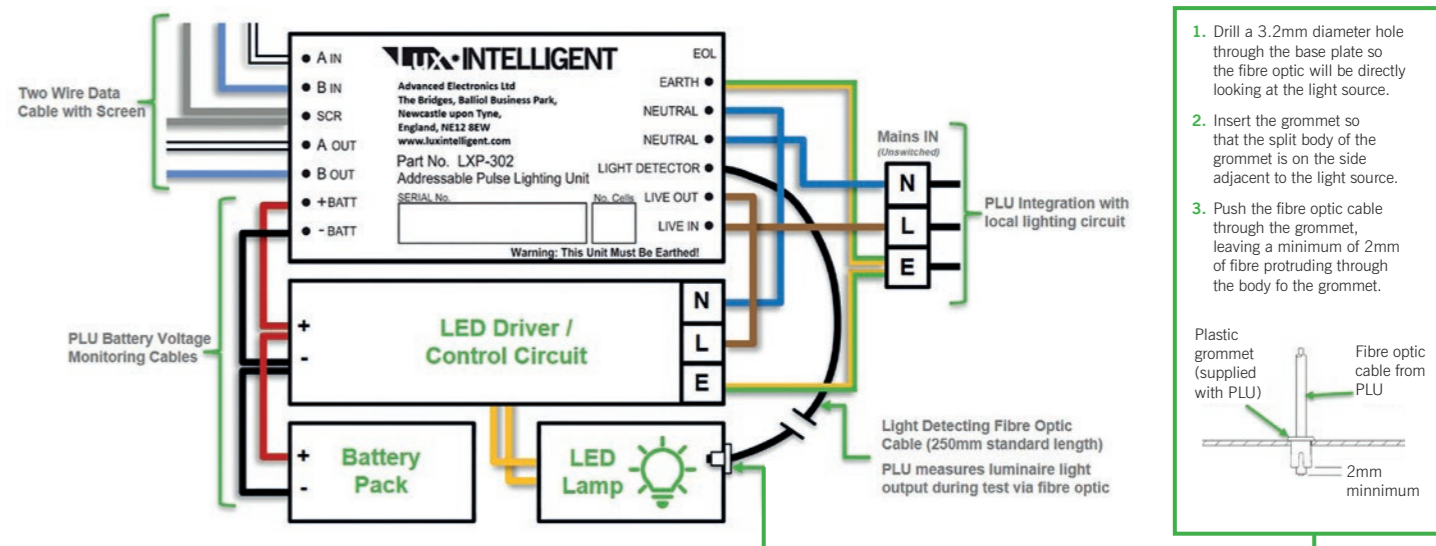 Two Wire Data
Cable with Screen
A IN
B IN
SCR
A OUT
B OUT
+BATT
- BATT
LUX•INTELLIGENT
Advanced Electronics Ltd
The Bridges, Balliol Business Park,
Newcastle upon Tyne,
England, NE12 8EW
www.luxintelligent.com
Part No. LXP-302
Addressable Pulse Lighting Unit
SERIAL No.
No. Cells
Warning: This Unit Must Be Earthed!
EOL
EARTH
NEUTRAL
NEUTRAL
LIGHT DETECTOR
LIVE OUT
LIVE IN
Mains IN
(Unswitched)
N
L
E
PLU Integration with
local lighting circuit
PLU Battery Voltage
Monitoring Cables
+
-
LED Driver /
Control Circuit
N
L
E
+
-
Battery
Pack
LED
Lamp
Light Detecting Fibre Optic
Cable (250mm standard length)
PLU measures luminaire light
output during test via fibre optic
1. Drill a 3.2mm diameter hole
through the base plate so
the fibre optic will be directly
looking at the light source.
2. Insert the grommet so
that the split body of the
grommet is on the side
adjacent to the light source.
3. Push the fibre optic cable
through the grommet,
leaving a minimum of 2mm
of fibre protruding through
the body fo the grommet.
Plastic
grommet
(supplied
with PLU)
Fibre optic
cable from
PLU
2mm
minnimum